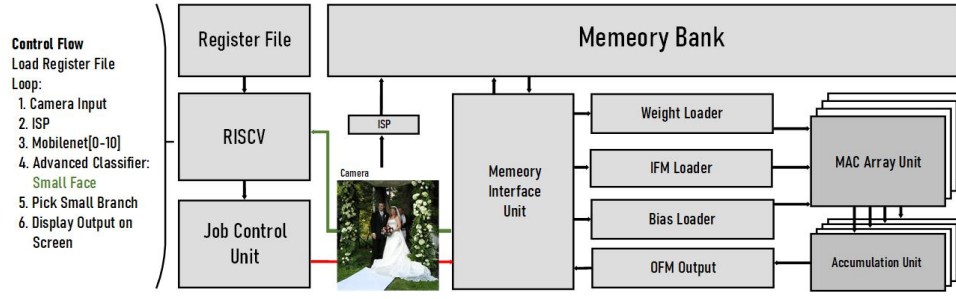 Control Flow
Load Register File
Loop:
1. Camera Input
2. ISP
3. Mobilenet[0-10]
4. Advanced Classifier:
Small Face
5. Pick Small Branch
6. Display Output on
Screen
Register File
RISCV
Job Control
Unit
Memeory Bank
ISP
Camera
Memeory
Interface
Unit
Weight Loader
IFM Loader
Bias Loader
OFM Output
MAC Array Unit
Accumulation Unit